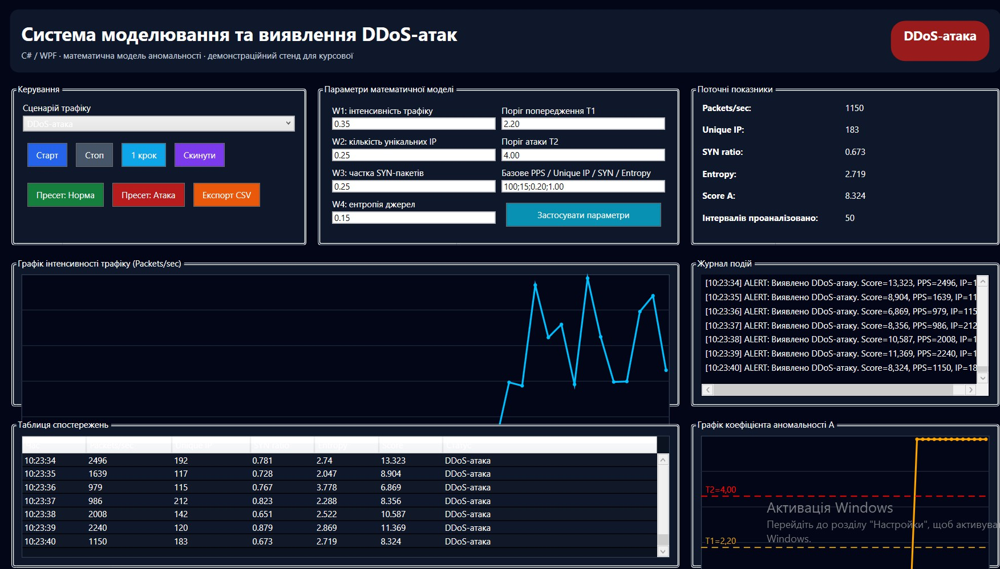 Система моделювання та виявлення DDoS-атак
C# / WPF · математична модель аномальності · демонстраційний стенд для курсової
DDoS-атака
Керування
Сценарій трафіку
DDoS-атака
Старт
Стоп
1 крок
Скинути
Пресет: Норма
Пресет: Атака
Експорт CSV
Параметри математичної моделі
W1: інтенсивність трафіку
0.35
W2: кількість унікальних IP
0.25
W3: частка SYN-пакетів
0.25
W4: ентропія джерел
0.15
Поріг попередження T1
2.20
Поріг атаки T2
4.00
Базове PPS / Unique IP / SYN / Entropy
100;15;0.20;1.00
Застосувати параметри
Поточні показники
Packets/sec: 1150
Unique IP: 183
SYN ratio: 0.673
Entropy: 2.719
Score A: 8.324
Інтервалів проаналізовано: 50
Графік інтенсивності трафіку (Packets/sec)
Журнал подій
[10:23:34] ALERT: Виявлено DDoS-атаку. Score=13,323, PPS=2496, IP=1
[10:23:35] ALERT: Виявлено DDoS-атаку. Score=8,904, PPS=1639, IP=11
[10:23:36] ALERT: Виявлено DDoS-атаку. Score=6,869, PPS=979, IP=115
[10:23:37] ALERT: Виявлено DDoS-атаку. Score=8,356, PPS=986, IP=212
[10:23:38] ALERT: Виявлено DDoS-атаку. Score=10,587, PPS=2008, IP=1
[10:23:39] ALERT: Виявлено DDoS-атаку. Score=11,369, PPS=2240, IP=1
[10:23:40] ALERT: Виявлено DDoS-атаку. Score=8,324, PPS=1150, IP=18
Таблиця спостережень
Packets/sec Unique IP SYN ratio Entropy Score Статус
10:23:34 2496 192 0.781 2.74 13.323 DDoS-атака
10:23:35 1639 117 0.728 2.047 8.904 DDoS-атака
10:23:36 979 115 0.767 3.778 6.869 DDoS-атака
10:23:37 986 212 0.823 2.288 8.356 DDoS-атака
10:23:38 2008 142 0.651 2.522 10.587 DDoS-атака
10:23:39 2240 120 0.879 2.869 11.369 DDoS-атака
10:23:40 1150 183 0.673 2.719 8.324 DDoS-атака
Графік коефіцієнта аномальності A
T2=4,00
T1=2,20
Активація Windows
Перейдіть до розділу "Настройки", щоб активува
Windows.